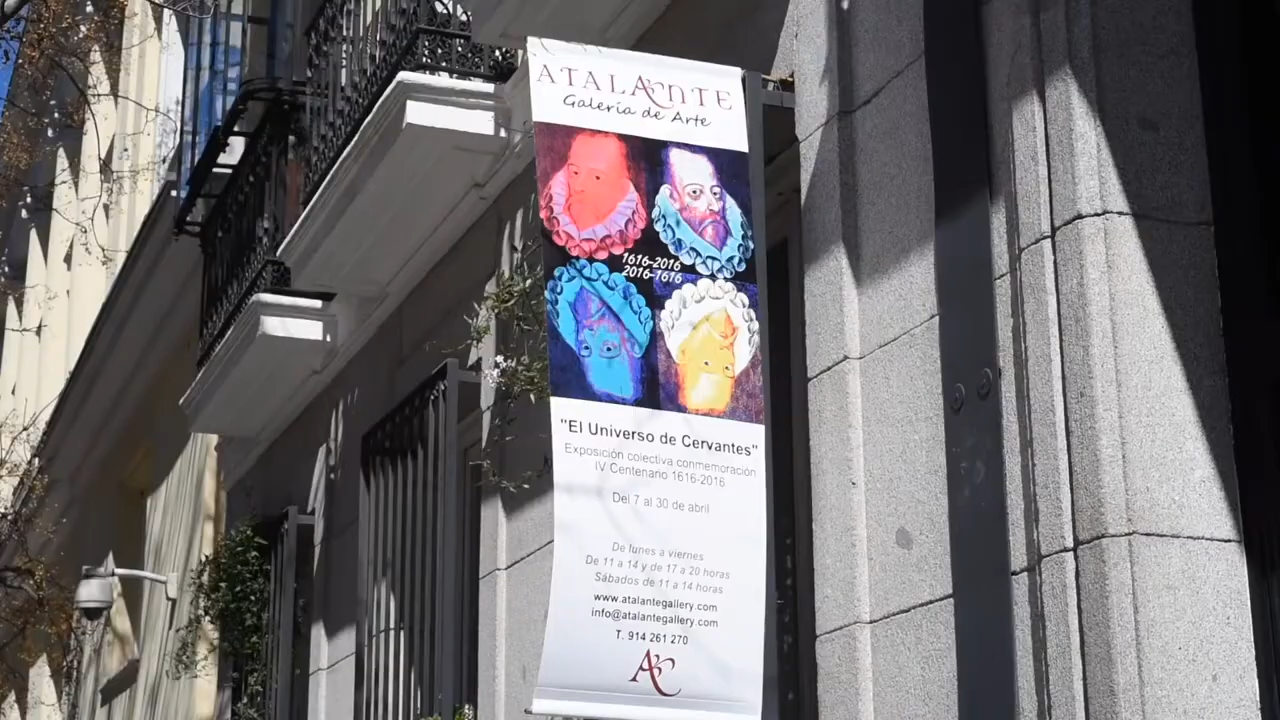 ATALANTE
Galería de Arte
1616-2016
2016-1616
"El Universo de Cervantes"
Exposición colectiva conmemoración
IV Centenario 1616-2016
Del 7 al 30 de abril
De lunes a viernes
De 11 a 14 y de 17 a 20 horas
Sábados de 11 a 14 horas
www.atalantegallery.com
info@atalantegallery.com
T. 914 261 270